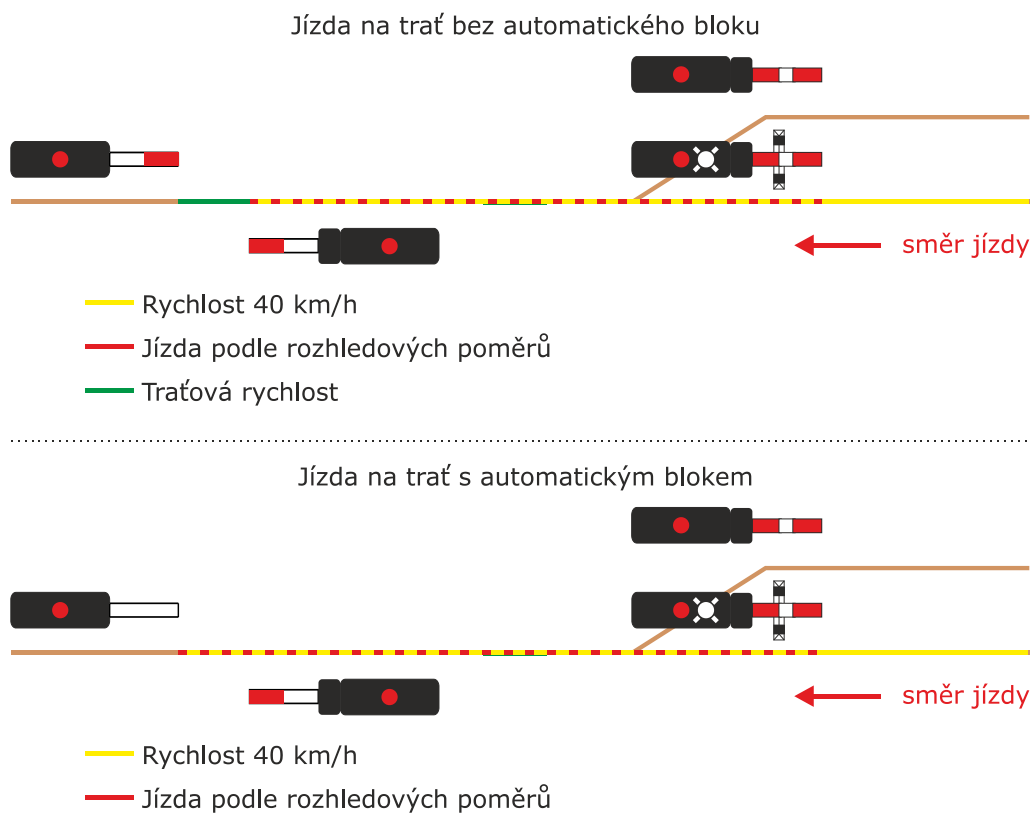 Jízda na trať bez automatického bloku
směr jízdy
Rychlost 40 km/h
Jízda podle rozhledových poměrů
Traťová rychlost
Jízda na trať s automatickým blokem
směr jízdy
Rychlost 40 km/h
Jízda podle rozhledových poměrů